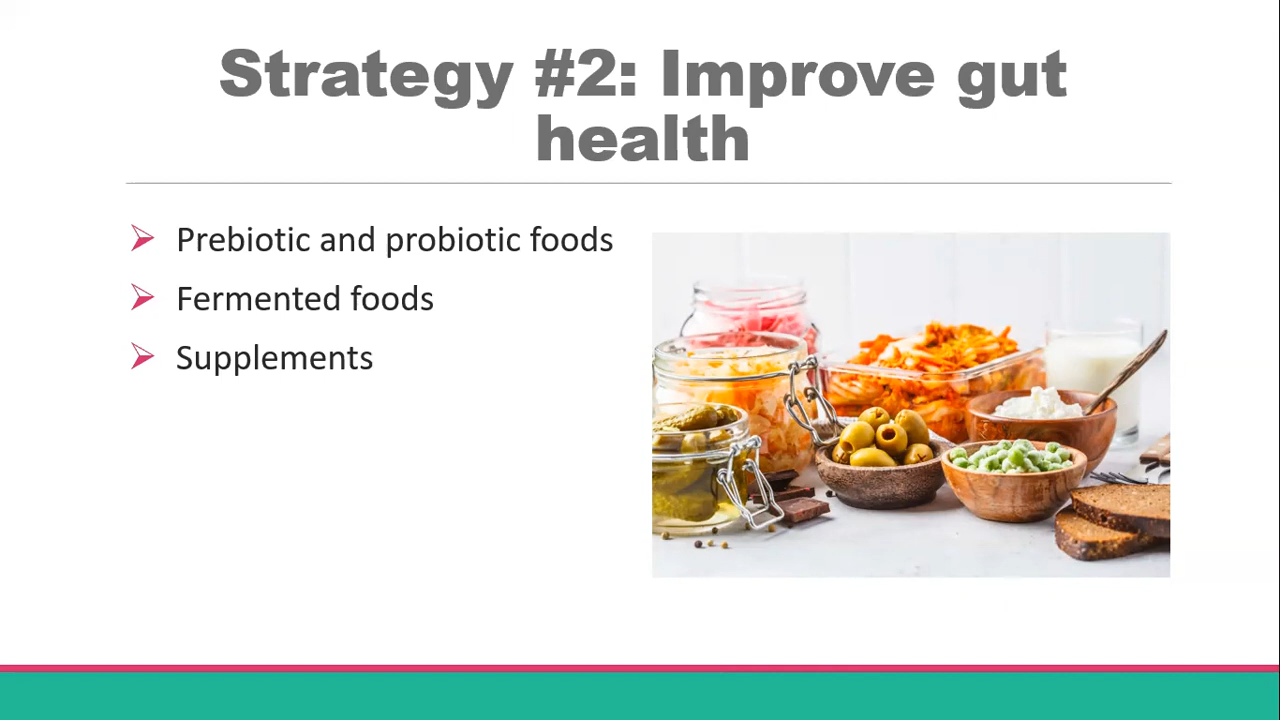 Strategy #2: Improve gut
health
Prebiotic and probiotic foods
Fermented foods
Supplements